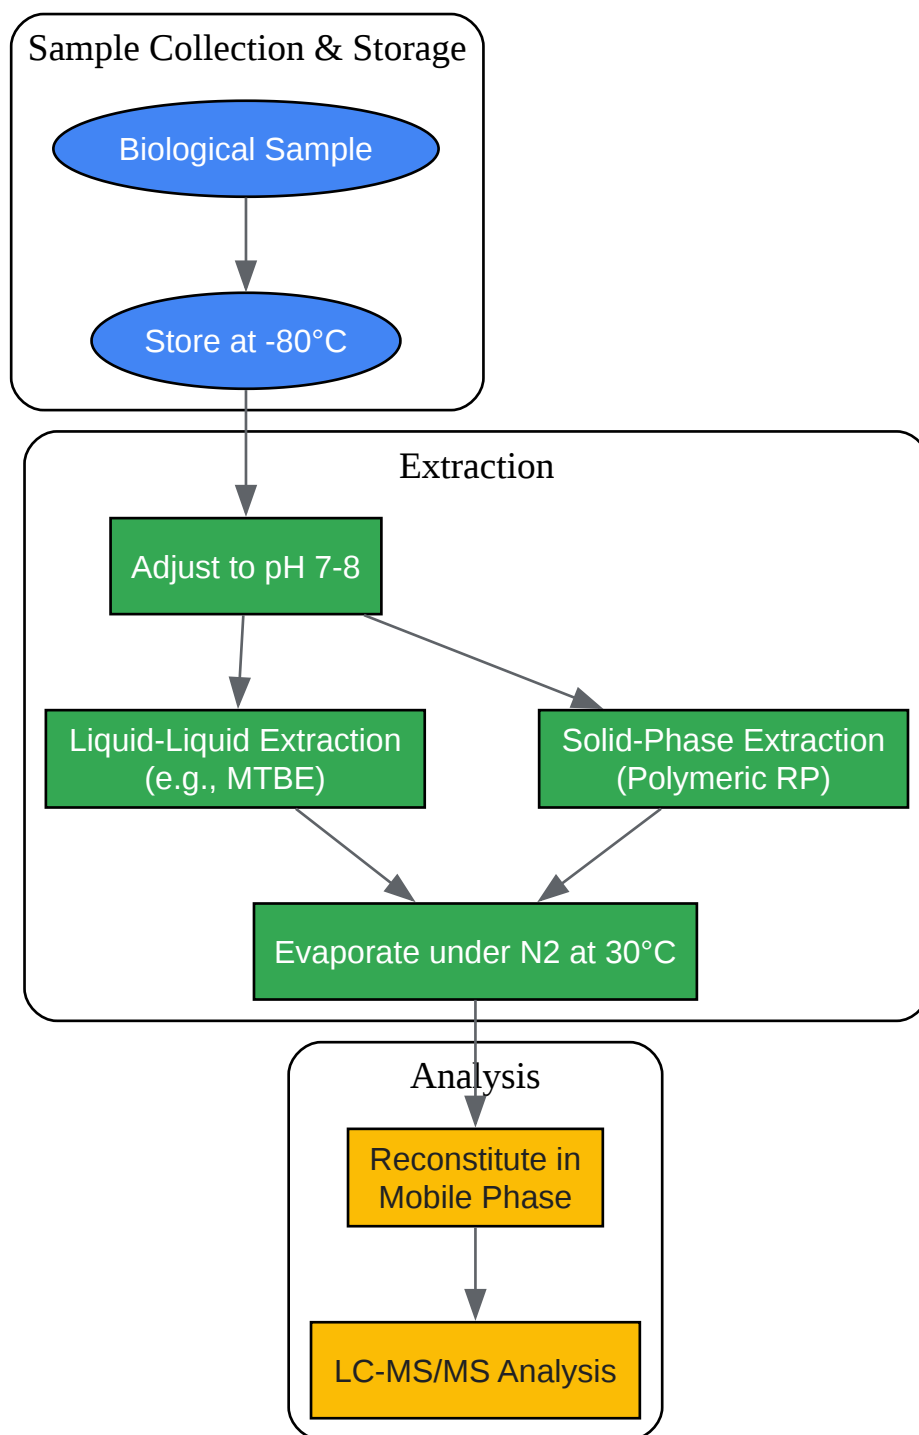 Sample Collection & Storage
Biological Sample
Store at -80°C
Extraction
Adjust to pH 7-8
Liquid-Liquid Extraction
(e.g., MTBE)
Solid-Phase Extraction
(Polymeric RP)
Evaporate under N2 at 30°C
Analysis
Reconstitute in
Mobile Phase
LC-MS/MS Analysis